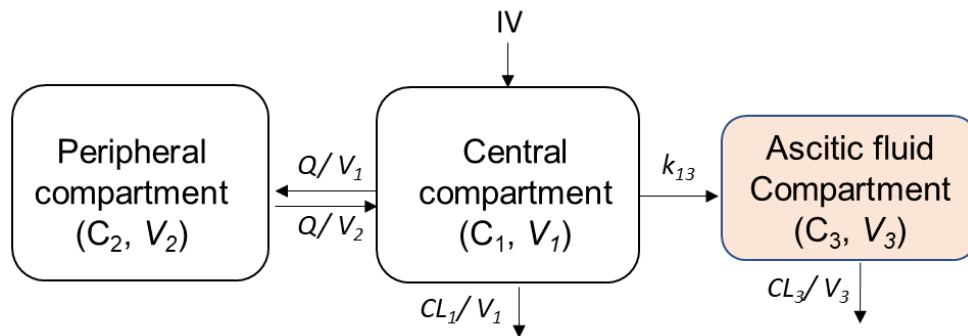 IV
Peripheral
compartment
(C₂, V₂)
Q/ V₁
Q/ V₂
Central
compartment
(C₁, V₁)
k₁₃
Ascitic fluid
Compartment
(C₃, V₃)
CL₁/ V₁
CL₃/ V₃